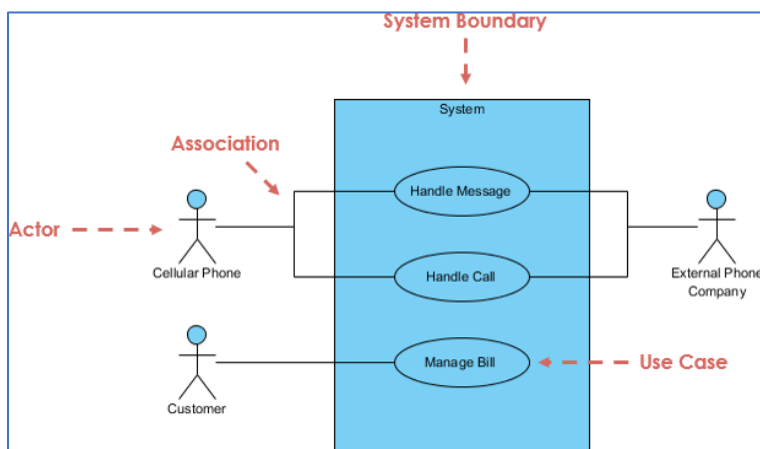 System Boundary
System
Association
Handle Message
Actor
Cellular Phone
Handle Call
External Phone
Company
Manage Bill
Use Case
Customer